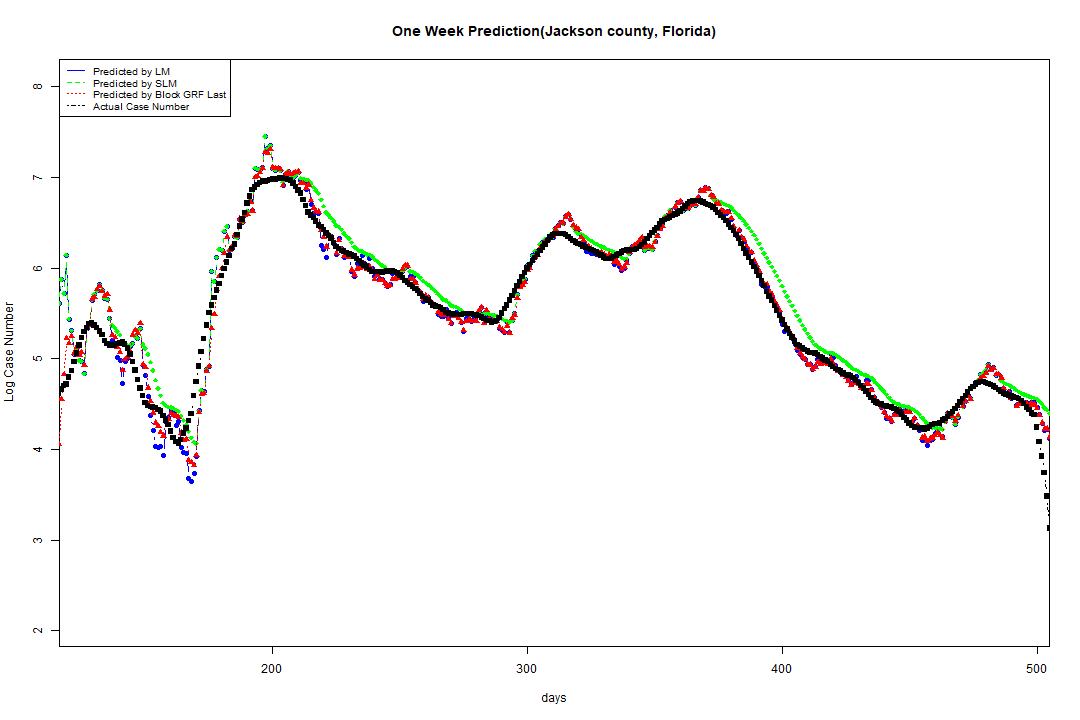 One Week Prediction(Jackson county, Florida)
Predicted by LM
Predicted by SLM
Predicted by Block GRF Last
Actual Case Number
8
7
6
5
4
3
2
Log Case Number
200
300
400
500
days